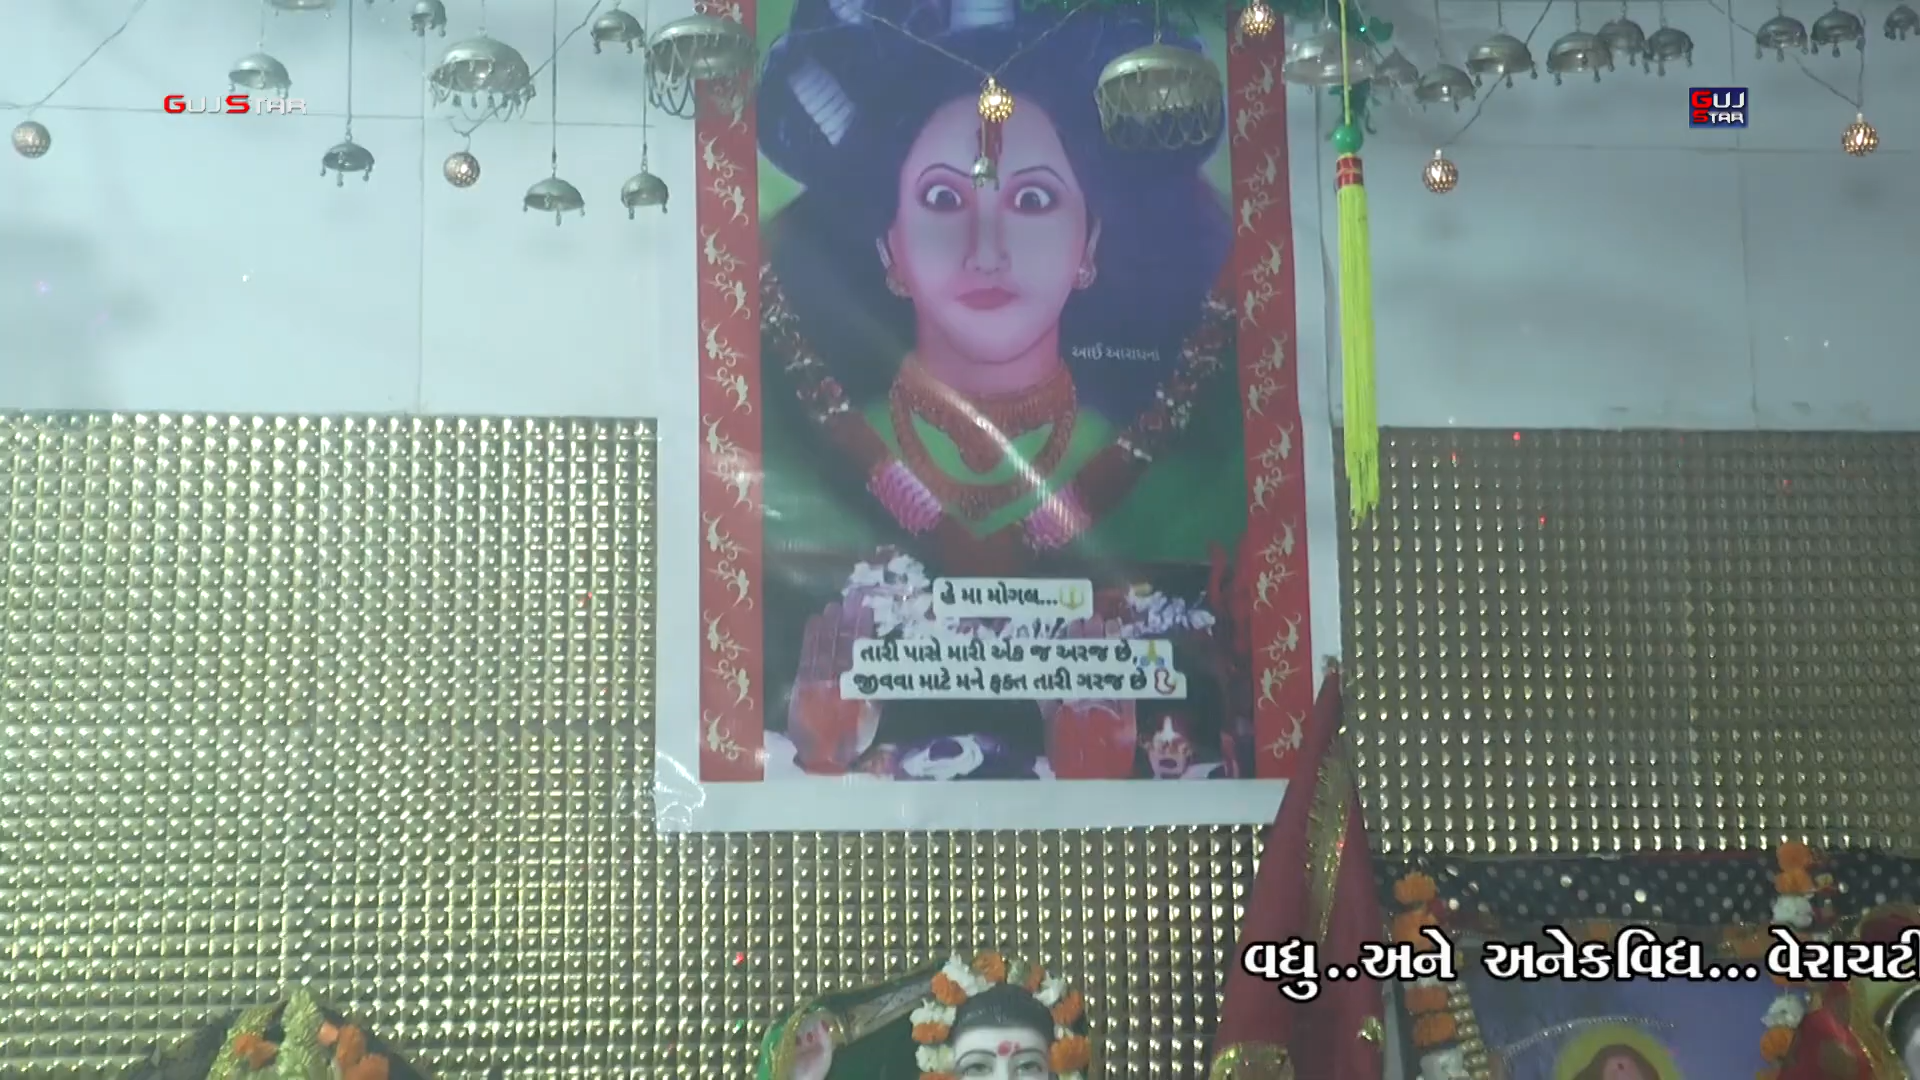 GUJSTAR
GUJ
STAR
આઈ આરાધના
હે મા મોગલ...🔱
તારી પાસે મારી એક જ અરજ છે,🙏
જીવવા માટે મને ફક્ત તારી ગરજ છે
વધુ..અને અનેકવિધ...વેરાયટી